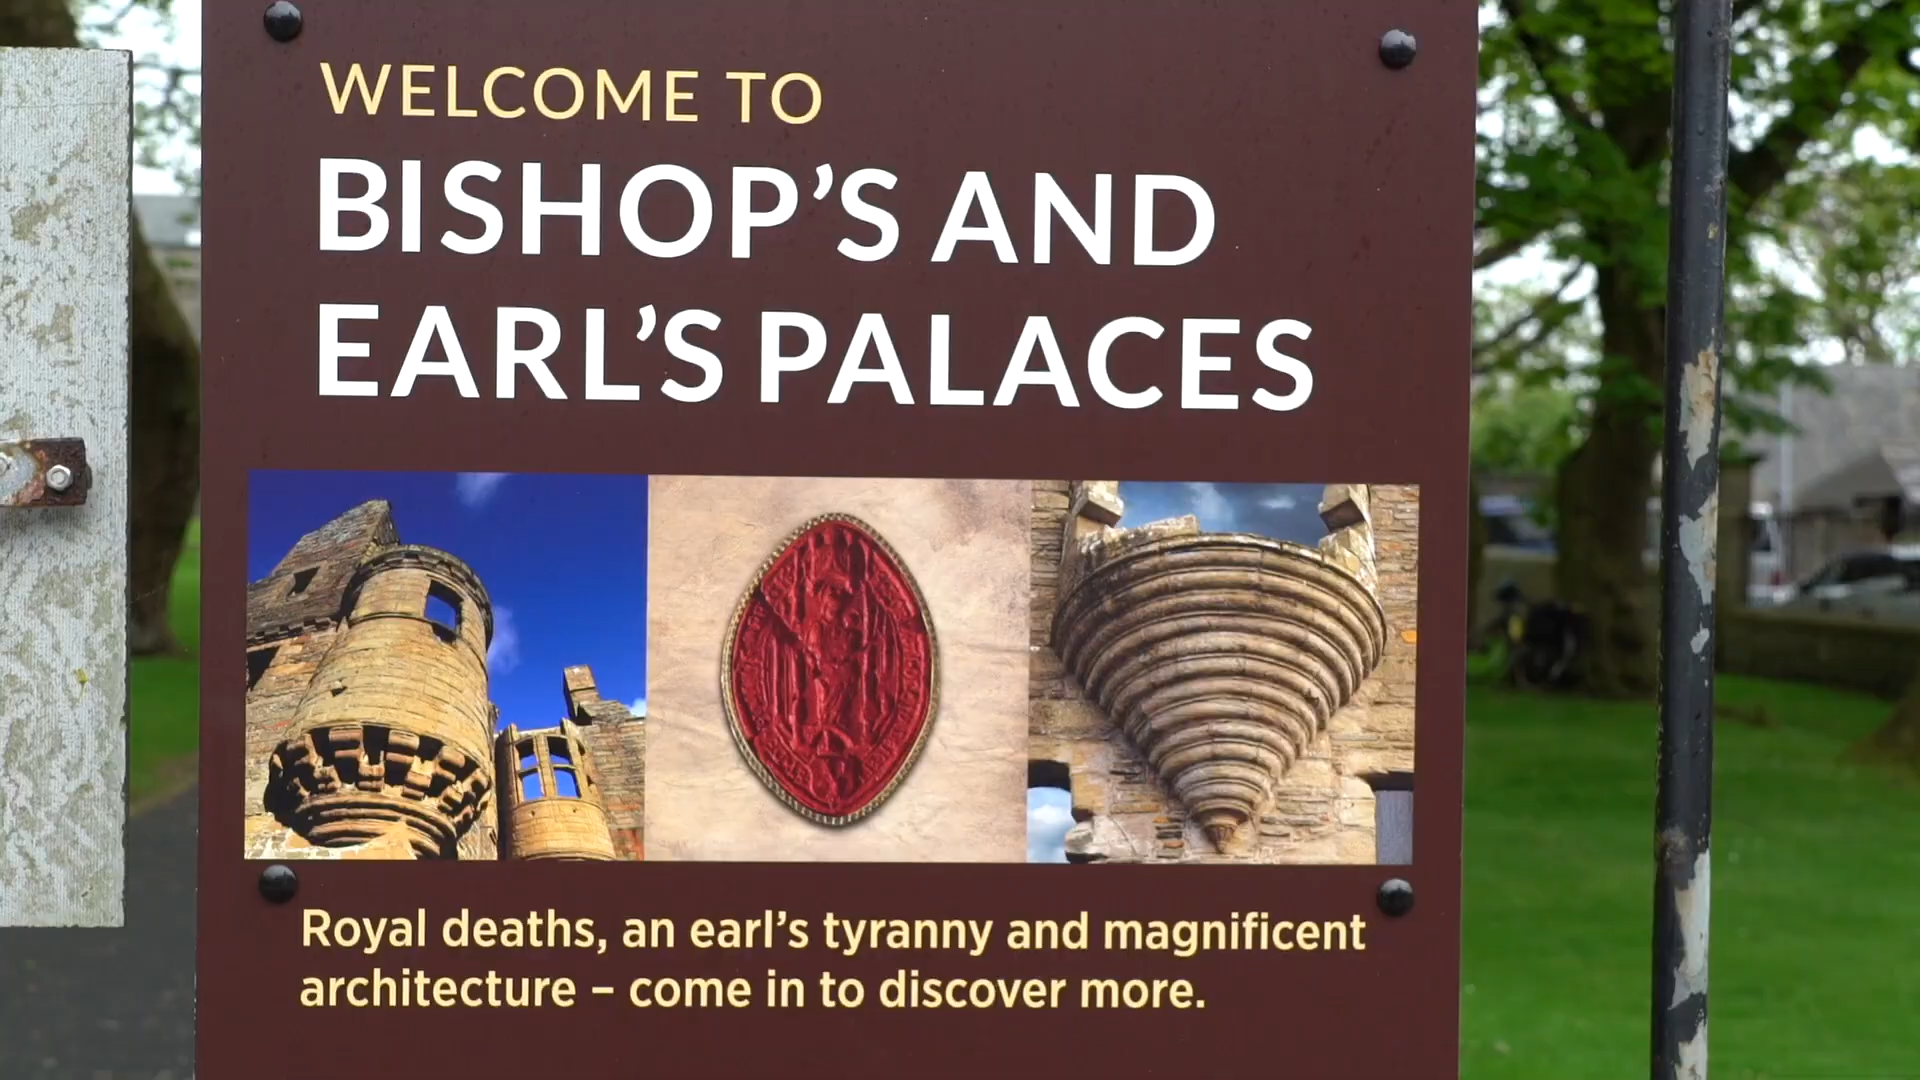 WELCOME TO
BISHOP’S AND
EARL’S PALACES
Royal deaths, an earl’s tyranny and magnificent
architecture – come in to discover more.